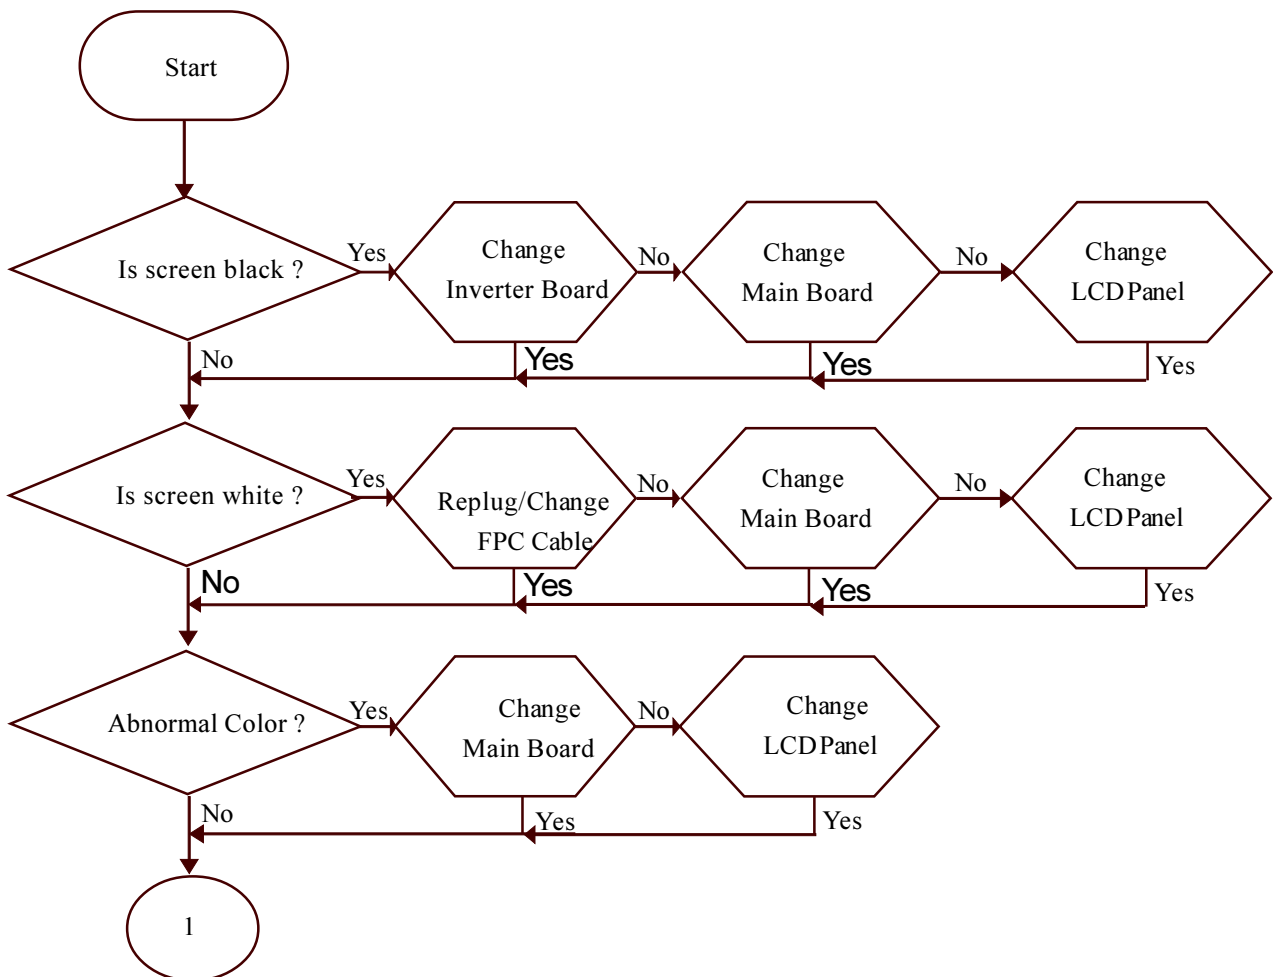 Start
Is screen black ?
Yes
Change
Inverter Board
No
Change
Main Board
No
Change
LCD Panel
No
Yes
Yes
Yes
Is screen white ?
Yes
Replug/Change
FPC Cable
No
Change
Main Board
No
Change
LCD Panel
No
Yes
Yes
Yes
Abnormal Color ?
Yes
Change
Main Board
No
Change
LCD Panel
No
Yes
Yes
1